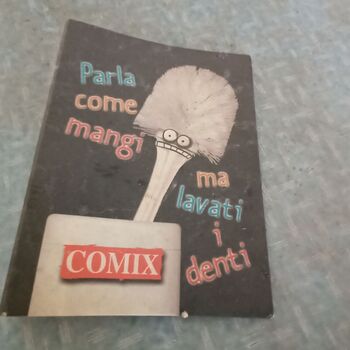 Parla
come
mangi
ma
lavati
i
denti
COMIX